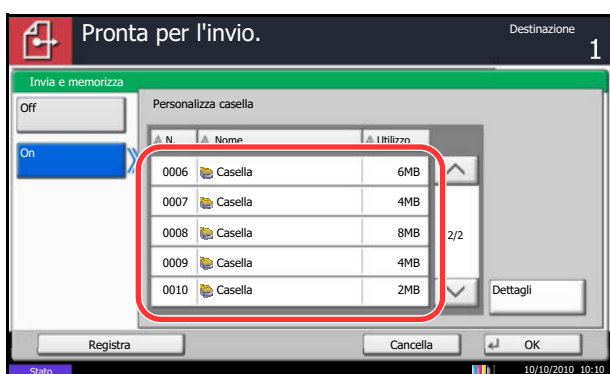 Pronta per l'invio.
Destinazione
1
Invia e memorizza
Off
Personalizza casella
N. Nome Utilizzo
On
0006 Casella 6MB
0007 Casella 4MB
0008 Casella 8MB
2/2
0009 Casella 4MB
0010 Casella 2MB
Dettagli
Registra Cancella OK
Stato 10/10/2010 10:10